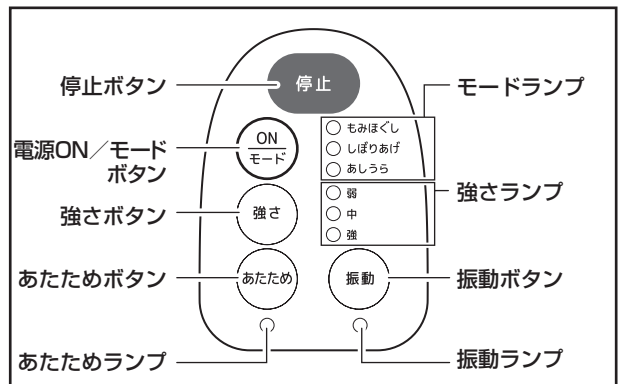 停止ボタン
停止
モードランプ
電源ON／モード
ボタン
ON
モード
もみほぐし
しぼりあげ
あしうら
強さボタン
強さ
弱
中
強
強さランプ
あたためボタン
あたため
振動
振動ボタン
あたためランプ
振動ランプ